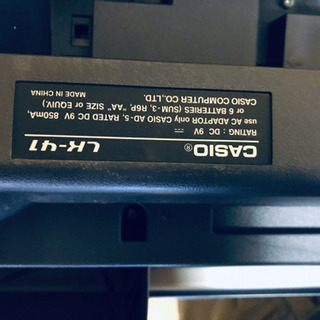 CASIO® LK-41
RATING: DC 9V ⎓
use AC ADAPTOR only CASIO AD-5, RATED DC 9V 850mA,
or 6 BATTERIES (SUM-3, R6P, "AA" SIZE or EQUIV)
CASIO COMPUTER CO., LTD.
MADE IN CHINA